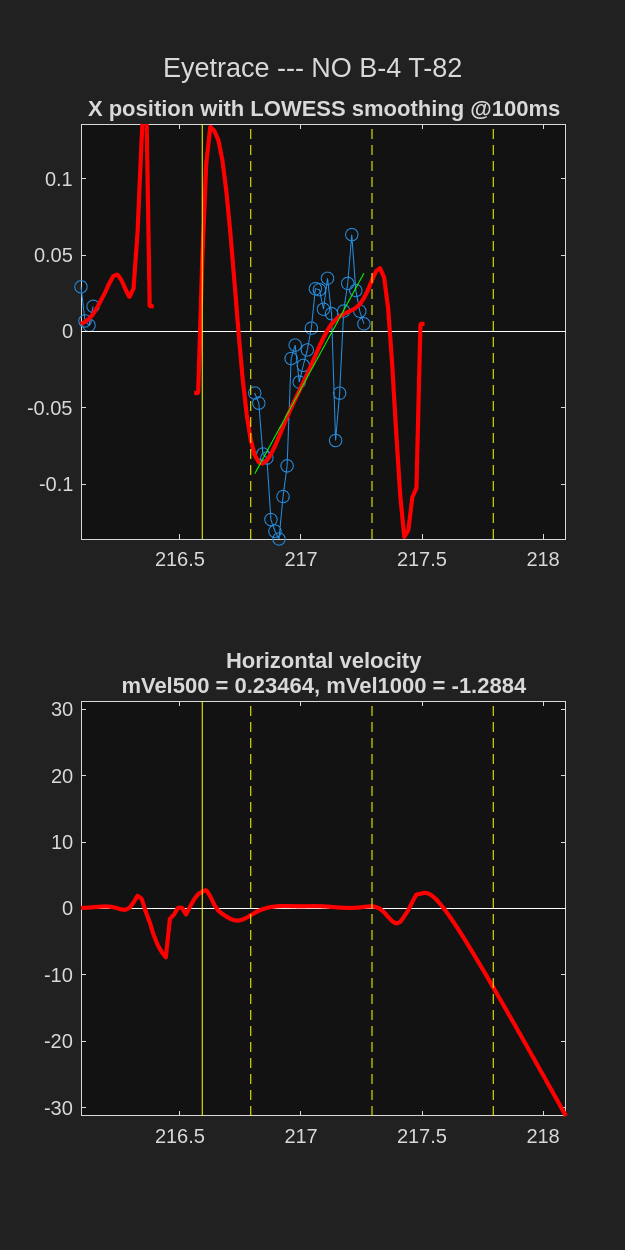 Eyetrace --- NO B-4 T-82
X position with LOWESS smoothing @100ms
0.1
0.05
0
-0.05
-0.1
216.5 217 217.5 218
Horizontal velocity
mVel500 = 0.23464, mVel1000 = -1.2884
30
20
10
0
-10
-20
-30
216.5 217 217.5 218